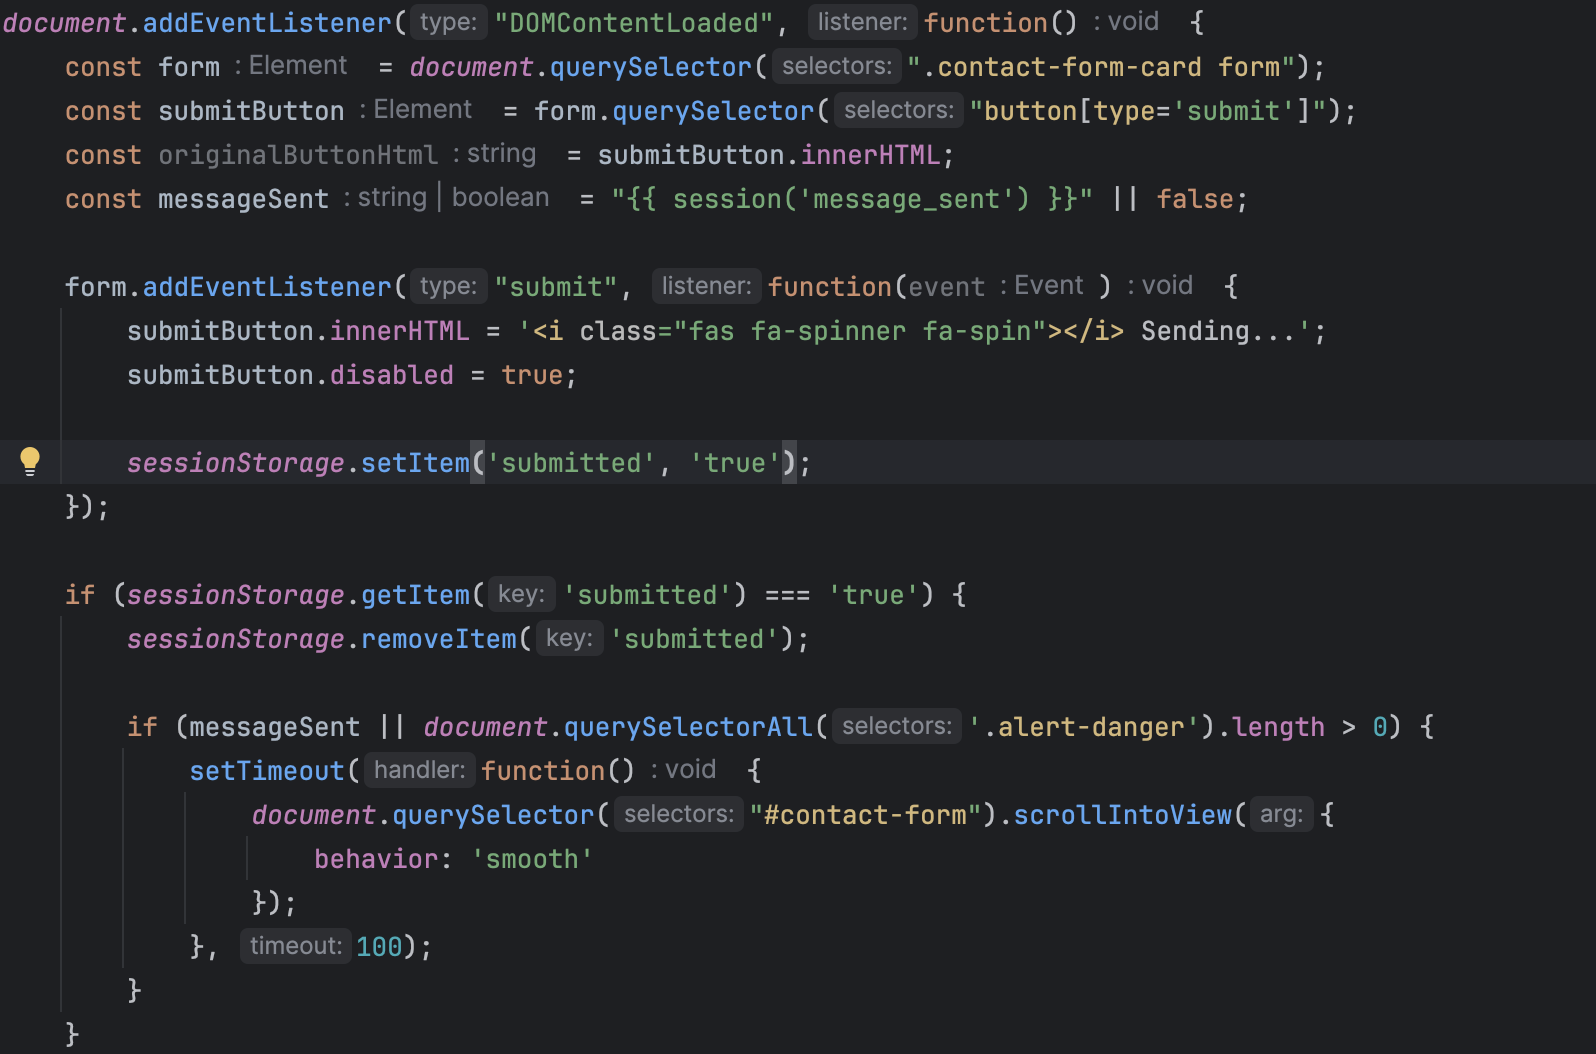 document.addEventListener( type: "DOMContentLoaded", listener: function() : void {
const form : Element = document.querySelector( selectors: ".contact-form-card form");
const submitButton : Element = form.querySelector( selectors: "button[type='submit']");
const originalButtonHtml : string = submitButton.innerHTML;
const messageSent : string | boolean = "{{ session('message_sent') }}" || false;
form.addEventListener( type: "submit", listener: function(event : Event ) : void {
submitButton.innerHTML = '<i class="fas fa-spinner fa-spin"></i> Sending...';
submitButton.disabled = true;
sessionStorage.setItem('submitted', 'true');
});
if (sessionStorage.getItem( key: 'submitted') === 'true') {
sessionStorage.removeItem( key: 'submitted');
if (messageSent || document.querySelectorAll( selectors: '.alert-danger').length > 0) {
setTimeout( handler: function() : void {
document.querySelector( selectors: "#contact-form").scrollIntoView( arg: {
behavior: 'smooth'
});
}, timeout: 100);
}
}